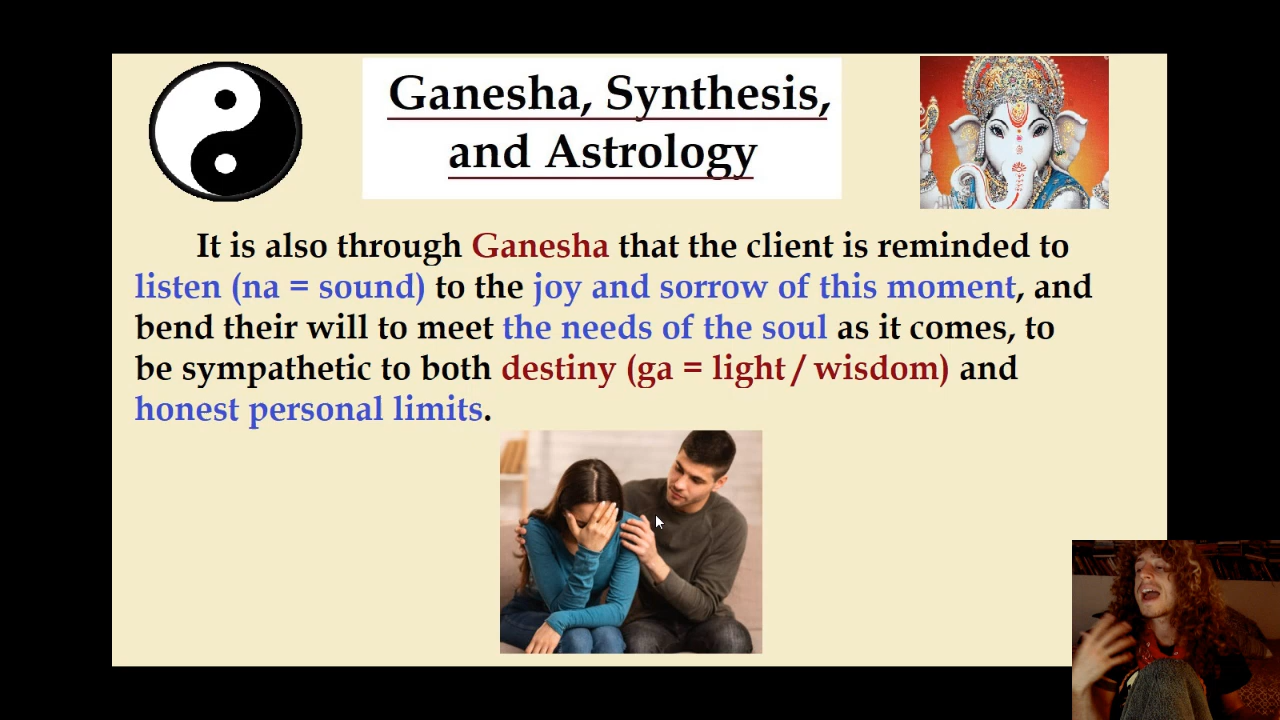 Ganesha, Synthesis,
and Astrology
It is also through Ganesha that the client is reminded to
listen (na = sound) to the joy and sorrow of this moment, and
bend their will to meet the needs of the soul as it comes, to
be sympathetic to both destiny (ga = light / wisdom) and
honest personal limits.